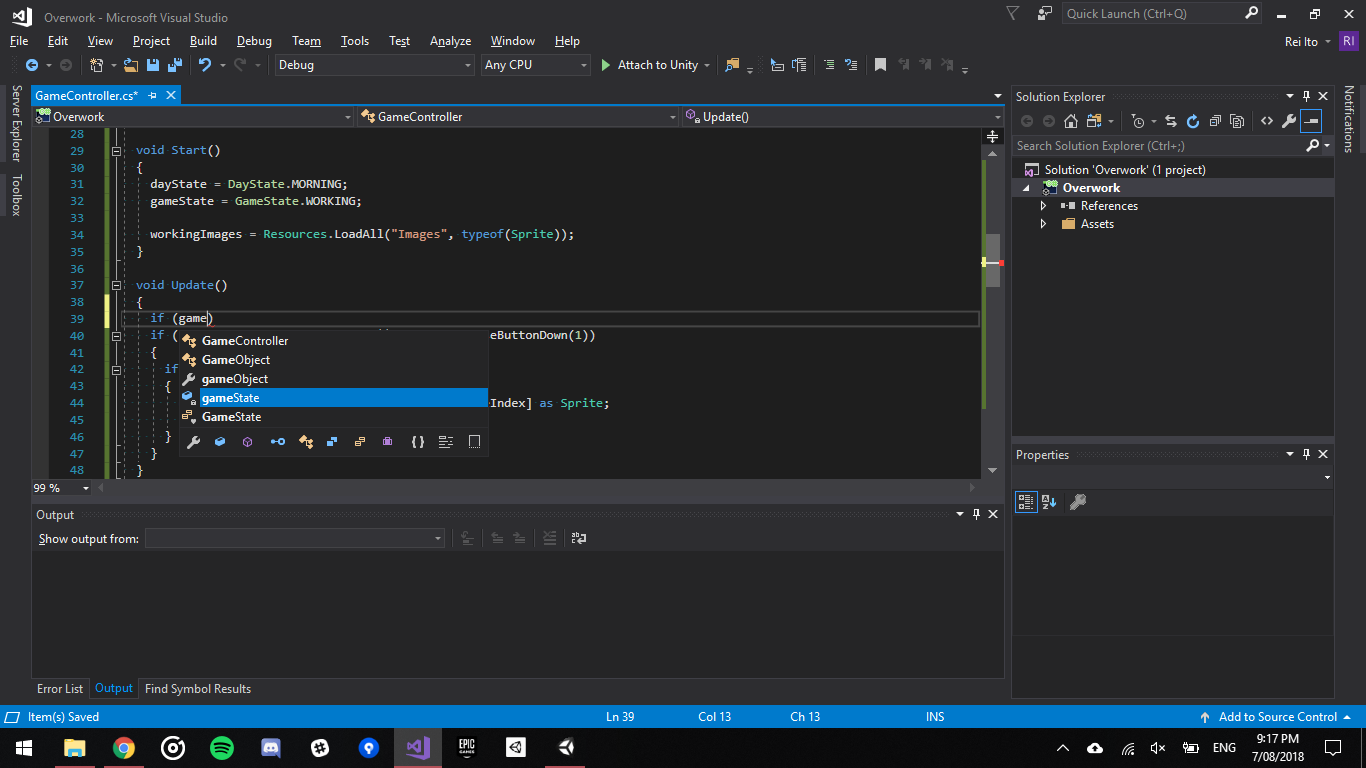 Overwork - Microsoft Visual Studio
Quick Launch (Ctrl+Q)
File Edit View Project Build Debug Team Tools Test Analyze Window Help
Rei Ito RI
Debug Any CPU Attach to Unity
Server Explorer
Toolbox
GameController.cs*
Overwork GameController Update()
28
29 void Start()
30 {
31 dayState = DayState.MORNING;
32 gameState = GameState.WORKING;
33
34 workingImages = Resources.LoadAll("Images", typeof(Sprite));
35 }
36
37 void Update()
38 {
39 if (game)
40 if ( eButtonDown(1))
41 {
42 if
43 {
44 Index] as Sprite;
45
46 }
47 }
48 }
GameController
GameObject
gameObject
gameState
GameState
99 %
Output
Show output from:
Error List Output Find Symbol Results
Solution Explorer
Search Solution Explorer (Ctrl+;)
Solution 'Overwork' (1 project)
Overwork
References
Assets
Properties
Notifications
Item(s) Saved Ln 39 Col 13 Ch 13 INS Add to Source Control
EPIC GAMES
ENG
9:17 PM
7/08/2018